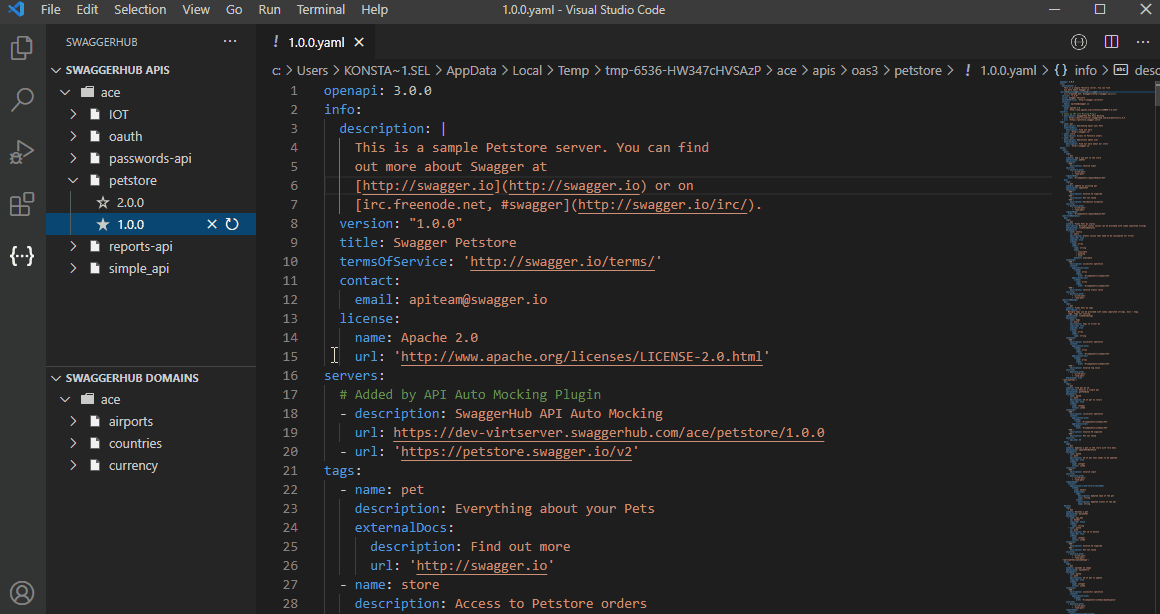 File Edit Selection View Go Run Terminal Help 1.0.0.yaml - Visual Studio Code
SWAGGERHUB ...
SWAGGERHUB APIS
ace
IOT
oauth
passwords-api
petstore
2.0.0
1.0.0
reports-api
simple_api
SWAGGERHUB DOMAINS
ace
airports
countries
currency
! 1.0.0.yaml
c: > Users > KONSTA~1.SEL > AppData > Local > Temp > tmp-6536-HW347cHVSAzP > ace > apis > oas3 > petstore > ! 1.0.0.yaml > {} info > abc desc
1 openapi: 3.0.0
2 info:
3 description: |
4 This is a sample Petstore server. You can find
5 out more about Swagger at
6 [http://swagger.io](http://swagger.io) or on
7 [irc.freenode.net, #swagger](http://swagger.io/irc/).
8 version: "1.0.0"
9 title: Swagger Petstore
10 termsOfService: 'http://swagger.io/terms/'
11 contact:
12 email: apiteam@swagger.io
13 license:
14 name: Apache 2.0
15 url: 'http://www.apache.org/licenses/LICENSE-2.0.html'
16 servers:
17 # Added by API Auto Mocking Plugin
18 - description: SwaggerHub API Auto Mocking
19 url: https://dev-virtserver.swaggerhub.com/ace/petstore/1.0.0
20 - url: 'https://petstore.swagger.io/v2'
21 tags:
22 - name: pet
23 description: Everything about your Pets
24 externalDocs:
25 description: Find out more
26 url: 'http://swagger.io'
27 - name: store
28 description: Access to Petstore orders